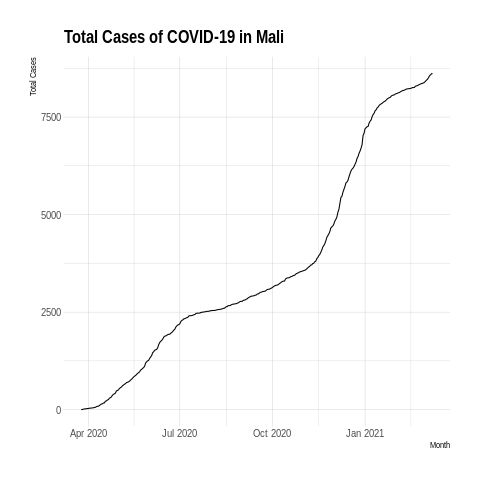 Total Cases of COVID-19 in Mali
Total Cases
7500
5000
2500
0
Apr 2020
Jul 2020
Oct 2020
Jan 2021
Month